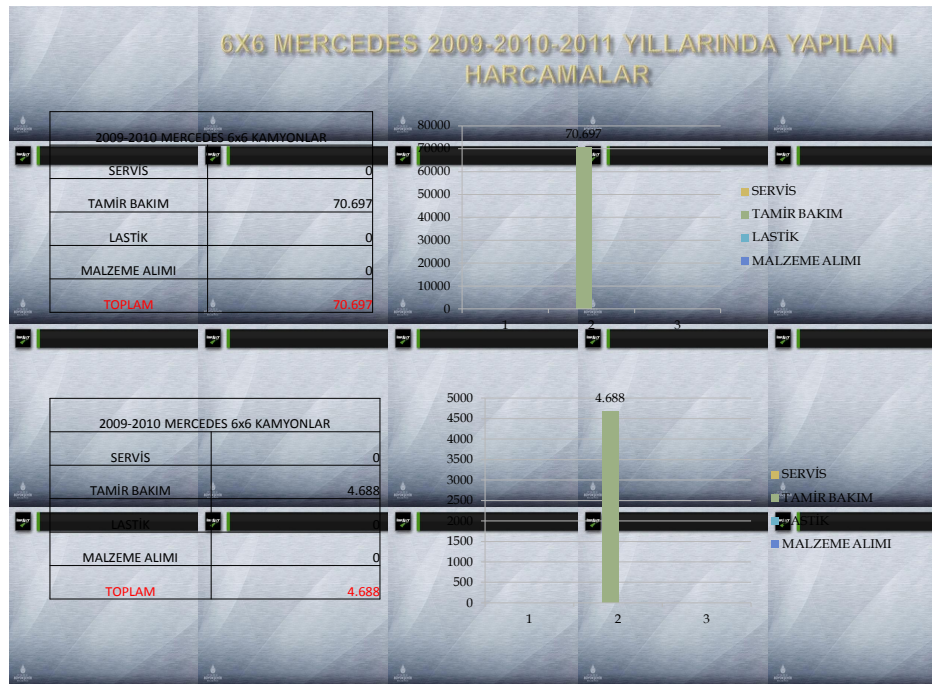 6X6 MERCEDES 2009-2010-2011 YILLARINDA YAPILAN
HARCAMALAR
2009-2010 MERCEDES 6x6 KAMYONLAR
SERVİS 0
TAMİR BAKIM 70.697
LASTİK 0
MALZEME ALIMI 0
TOPLAM 70.697
80000
70000
60000
50000
40000
30000
20000
10000
0
70.697
1 2 3
SERVİS
TAMİR BAKIM
LASTİK
MALZEME ALIMI
2009-2010 MERCEDES 6x6 KAMYONLAR
SERVİS 0
TAMİR BAKIM 4.688
LASTİK 0
MALZEME ALIMI 0
TOPLAM 4.688
5000
4500
4000
3500
3000
2500
2000
1500
1000
500
0
4.688
1 2 3
SERVİS
TAMİR BAKIM
LASTİK
MALZEME ALIMI